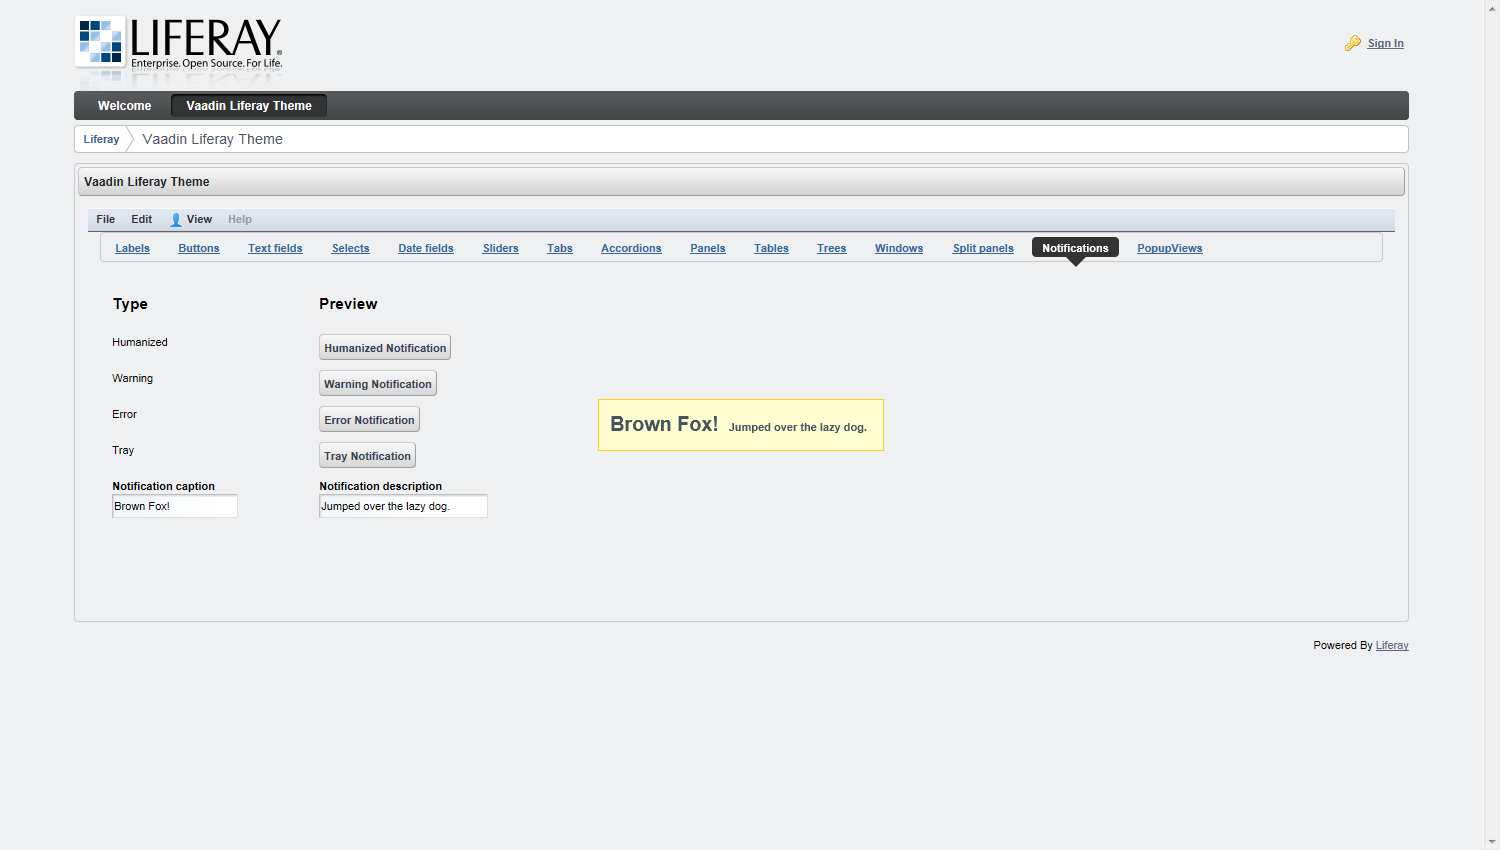 LIFERAY®
Enterprise. Open Source. For Life.
Sign In
Welcome Vaadin Liferay Theme
Liferay Vaadin Liferay Theme
Vaadin Liferay Theme
File Edit View Help
Labels Buttons Text fields Selects Date fields Sliders Tabs Accordions Panels Tables Trees Windows Split panels Notifications PopupViews
Type Preview
Humanized Humanized Notification
Warning Warning Notification
Error Error Notification
Brown Fox! Jumped over the lazy dog.
Tray Tray Notification
Notification caption Notification description
Brown Fox! Jumped over the lazy dog.
Powered By Liferay